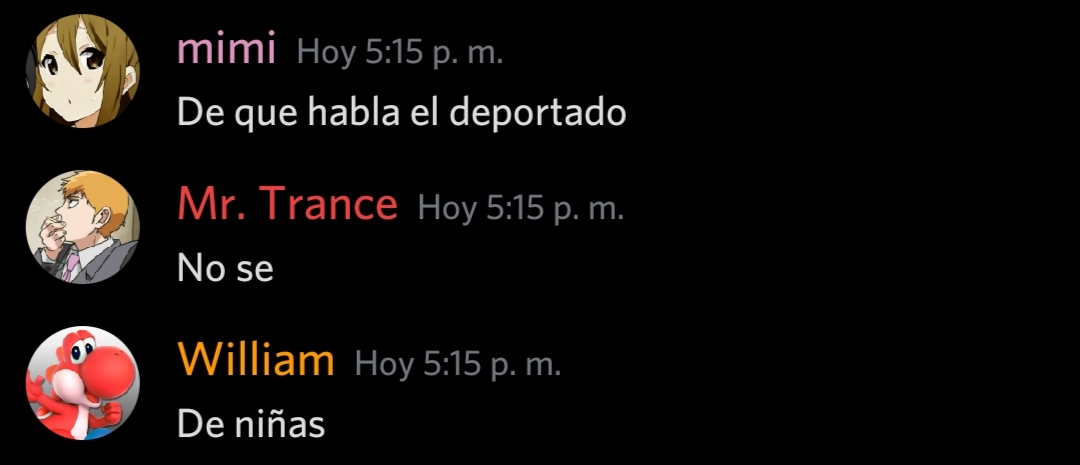 mimi Hoy 5:15 p. m.
De que habla el deportado
Mr. Trance Hoy 5:15 p. m.
No se
William Hoy 5:15 p. m.
De niñas